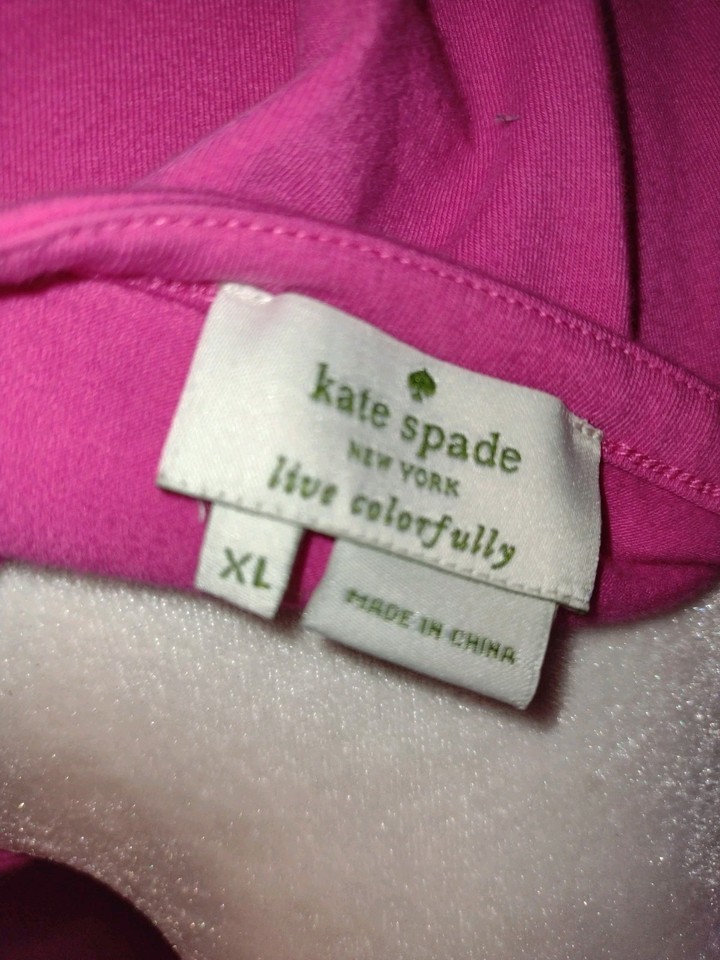 kate spade
NEW YORK
live colorfully
XL
MADE IN CHINA